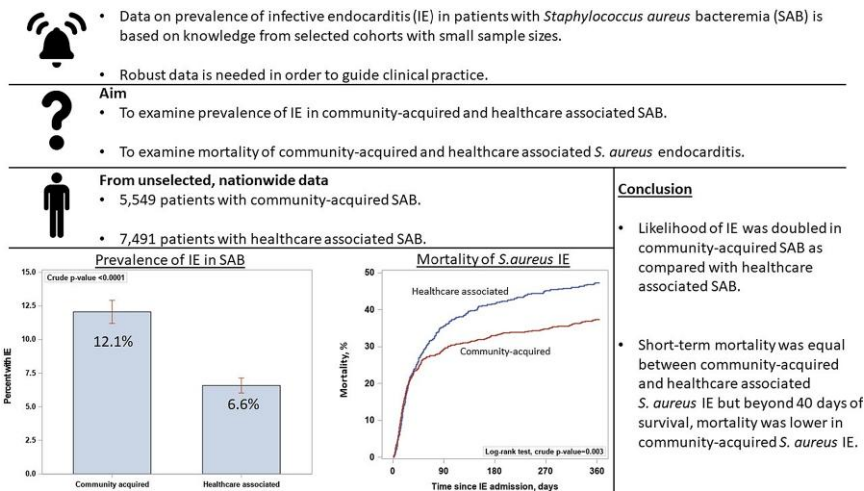 • Data on prevalence of infective endocarditis (IE) in patients with Staphylococcus aureus bacteremia (SAB) is
based on knowledge from selected cohorts with small sample sizes.
• Robust data is needed in order to guide clinical practice.
Aim
• To examine prevalence of IE in community-acquired and healthcare associated SAB.
• To examine mortality of community-acquired and healthcare associated S. aureus endocarditis.
From unselected, nationwide data
• 5,549 patients with community-acquired SAB.
• 7,491 patients with healthcare associated SAB.
Prevalence of IE in SAB
Crude p-value <0.0001
Percent with IE
15.0
12.5
10.0
7.5
5.0
2.5
0.0
12.1%
6.6%
Community acquired
Healthcare associated
Mortality of S.aureus IE
Mortality, %
50
40
30
20
10
0
Healthcare associated
Community-acquired
Log-rank test, crude p-value=0.003
0
90
180
270
360
Time since IE admission, days
Conclusion
• Likelihood of IE was doubled in
community-acquired SAB as
compared with healthcare
associated SAB.
• Short-term mortality was equal
between community-acquired
and healthcare associated
S. aureus IE but beyond 40 days of
survival, mortality was lower in
community-acquired S. aureus IE.